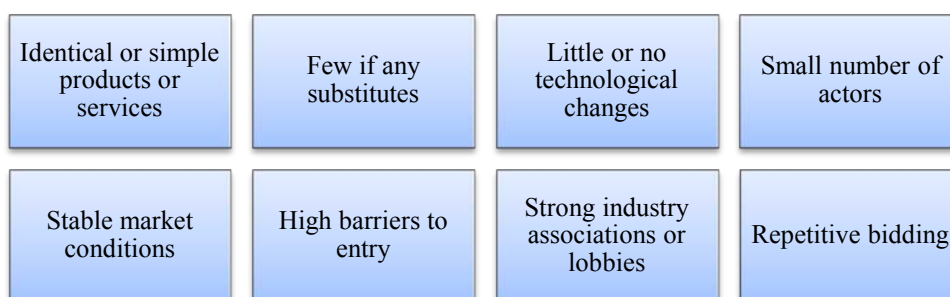 Identical or simple
products or
services
Few if any
substitutes
Little or no
technological
changes
Small number of
actors
Stable market
conditions
High barriers to
entry
Strong industry
associations or
lobbies
Repetitive bidding